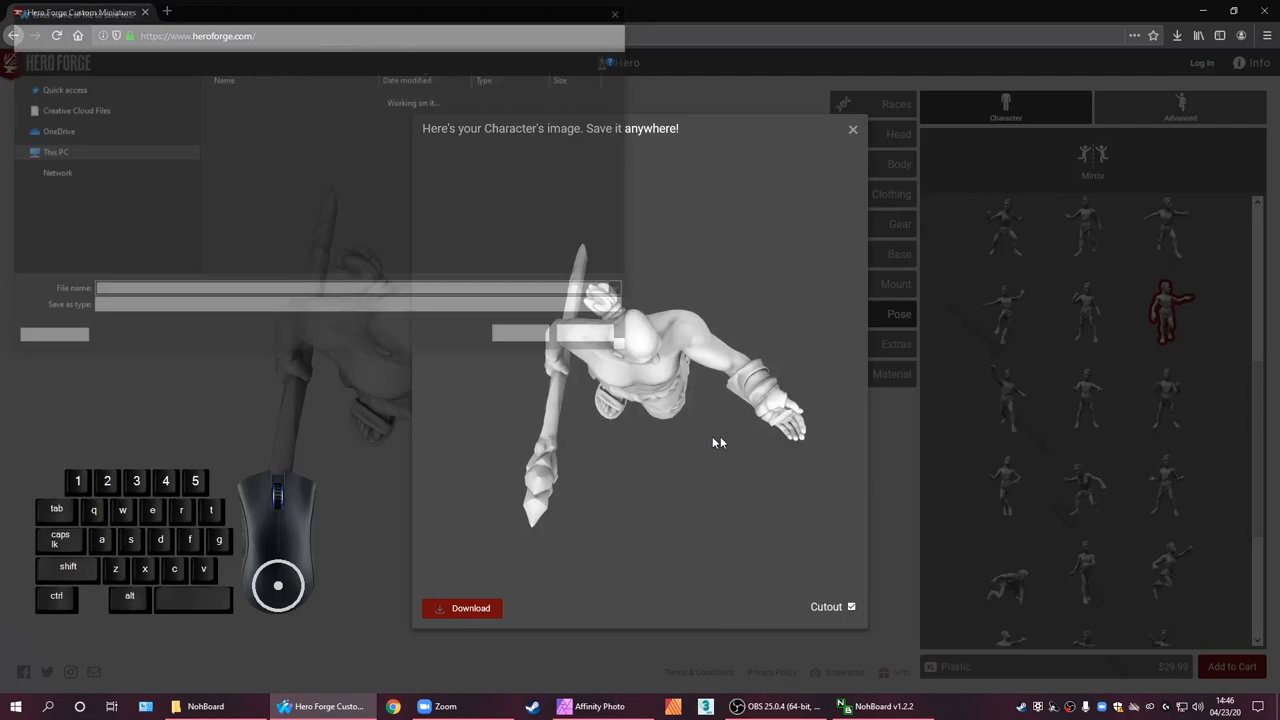 Hero Forge Custom Miniatures
https://www.heroforge.com/
HERO FORGE
Hero
Log In
Info
Name
Date modified
Type
Size
Quick access
Working on it...
Creative Cloud Files
OneDrive
This PC
Network
File name:
Save as type:
Here's your Character's image. Save it anywhere!
Download
Cutout
Races
Head
Body
Clothing
Gear
Base
Mount
Pose
Extras
Material
Character
Advanced
Mirror
1 2 3 4 5
tab q w e r t
caps lk a s d f g
shift z x c v
ctrl alt
Terms & Conditions
Privacy Policy
Screenshot
Gifts
Plastic
$29.99
Add to Cart
NohBoard
Hero Forge Custo...
Zoom
Affinity Photo
OBS 25.0.4 (64-bit, ...
NohBoard v1.2.2
14:46
04/23/20